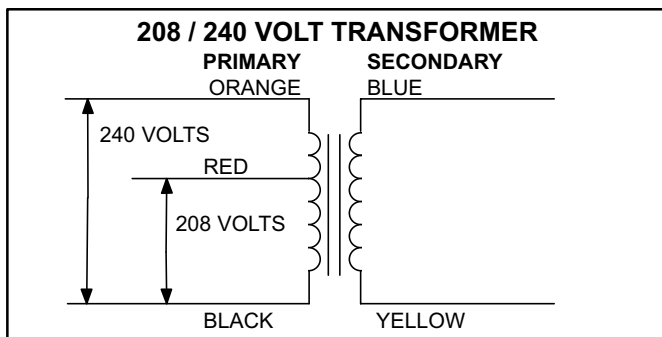 208 / 240 VOLT TRANSFORMER
PRIMARY SECONDARY
ORANGE BLUE
240 VOLTS
RED
208 VOLTS
BLACK YELLOW